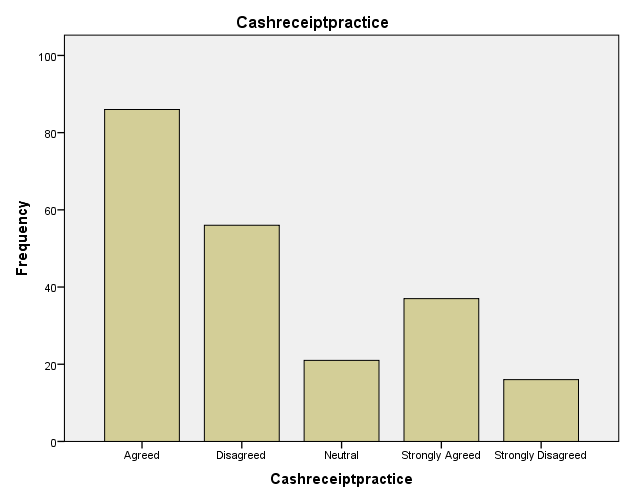 Cashreceiptpractice
100
80
60
40
20
0
Frequency
Agreed Disagreed Neutral Strongly Agreed Strongly Disagreed
Cashreceiptpractice